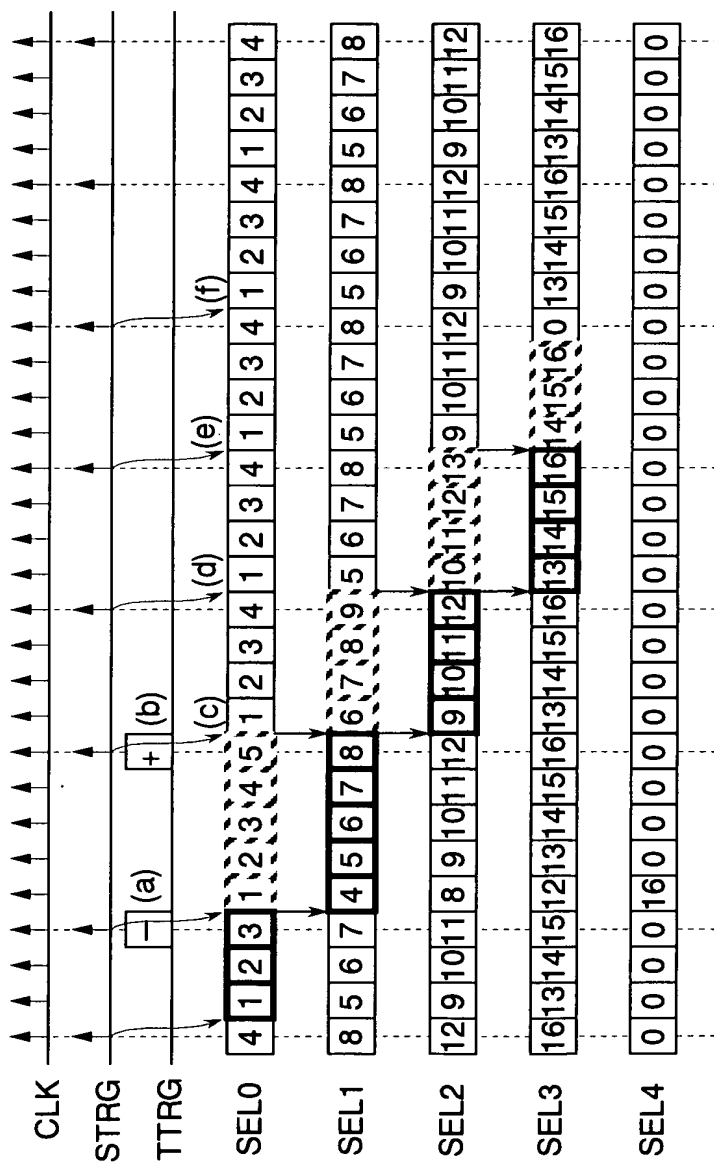 CLK
STRG
TTRG − (a) + (b)
(c) (d) (e) (f)
SEL0 4 1 2 3 1 2 3 4 5 1 2 3 4 1 2 3 4 1 2 3 4 1 2 3 4 1 2 3 4
SEL1 8 5 6 7 4 5 6 7 8 6 7 8 9 5 6 7 8 5 6 7 8 5 6 7 8 5 6 7 8
SEL2 12 9 10 11 8 9 10 11 12 9 10 11 12 10 11 12 13 9 10 11 12 9 10 11 12 9 10 11 12
SEL3 16 13 14 15 12 13 14 15 16 13 14 15 16 13 14 15 16 14 15 16 0 13 14 15 16 13 14 15 16
SEL4 0 0 0 0 16 0 0 0 0 0 0 0 0 0 0 0 0 0 0 0 0 0 0 0 0 0 0 0 0